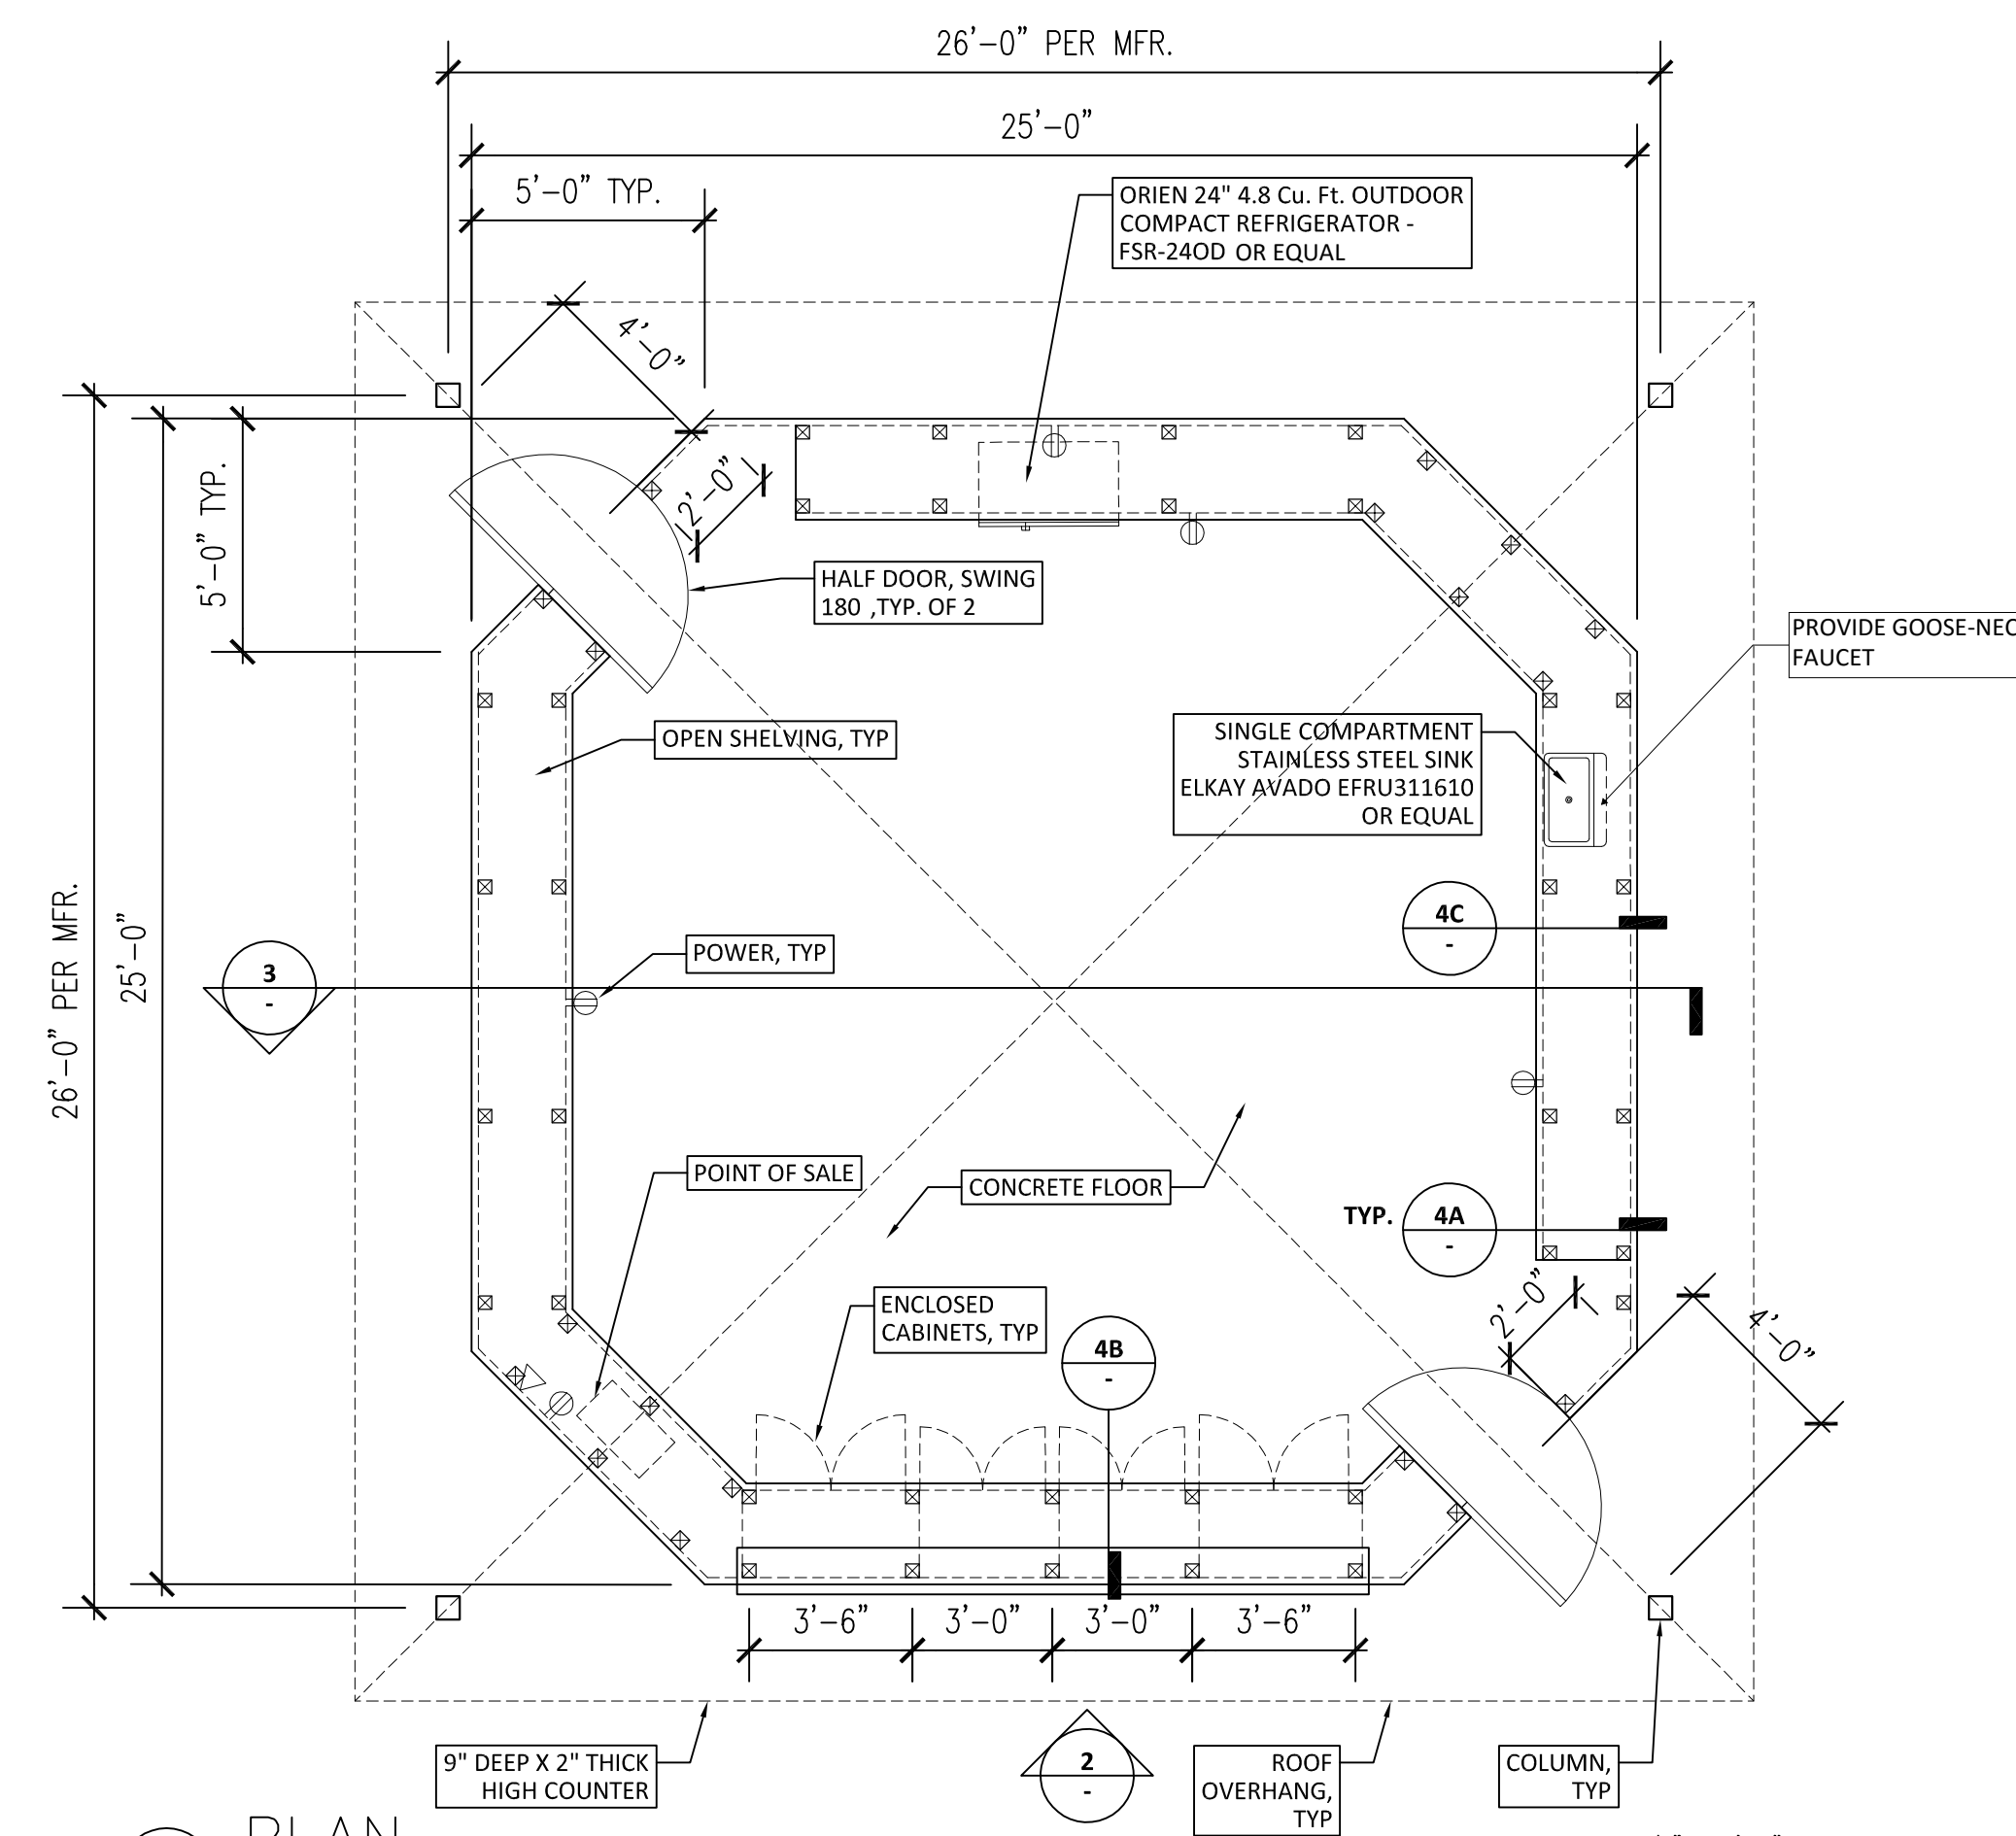 26'-0" PER MFR.
25'-0"
5'-0" TYP.
ORIEN 24" 4.8 Cu. Ft. OUTDOOR
COMPACT REFRIGERATOR -
FSR-24OD OR EQUAL
4'-0"
5'-0" TYP.
2'-0"
HALF DOOR, SWING
180 ,TYP. OF 2
PROVIDE GOOSE-NEC
FAUCET
OPEN SHELVING, TYP
SINGLE COMPARTMENT
STAINLESS STEEL SINK
ELKAY AVADO EFRU311610
OR EQUAL
26'-0" PER MFR.
25'-0"
4C
-
POWER, TYP
3
-
POINT OF SALE
CONCRETE FLOOR
TYP.
4A
-
2'-0"
4'-0"
ENCLOSED
CABINETS, TYP
4B
-
3'-6"
3'-0"
3'-0"
3'-6"
9" DEEP X 2" THICK
HIGH COUNTER
2
-
ROOF
OVERHANG,
TYP
COLUMN,
TYP
PLAN